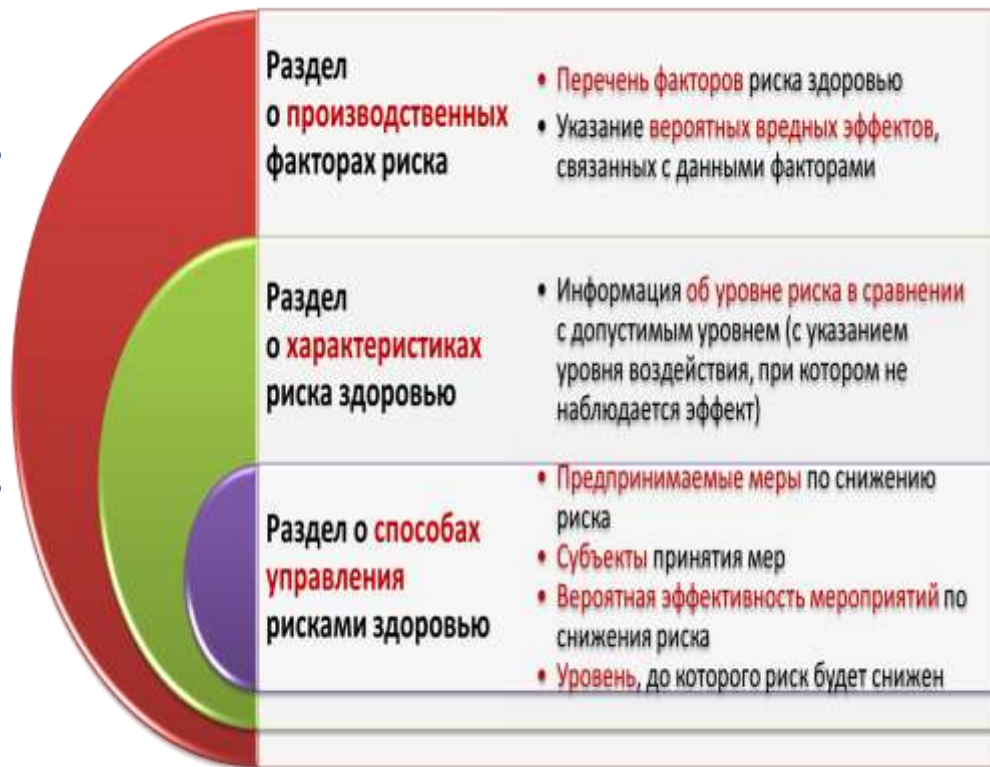 Раздел
о производственных
факторах риска
• Перечень факторов риска здоровью
• Указание вероятных вредных эффектов,
связанных с данными факторами
Раздел
о характеристиках
риска здоровью
• Информация об уровне риска в сравнении
с допустимым уровнем (с указанием
уровня воздействия, при котором не
наблюдается эффект)
Раздел о способах
управления
рисками здоровью
• Предпринимаемые меры по снижению
риска
• Субъекты принятия мер
• Вероятная эффективность мероприятий по
снижения риска
• Уровень, до которого риск будет снижен